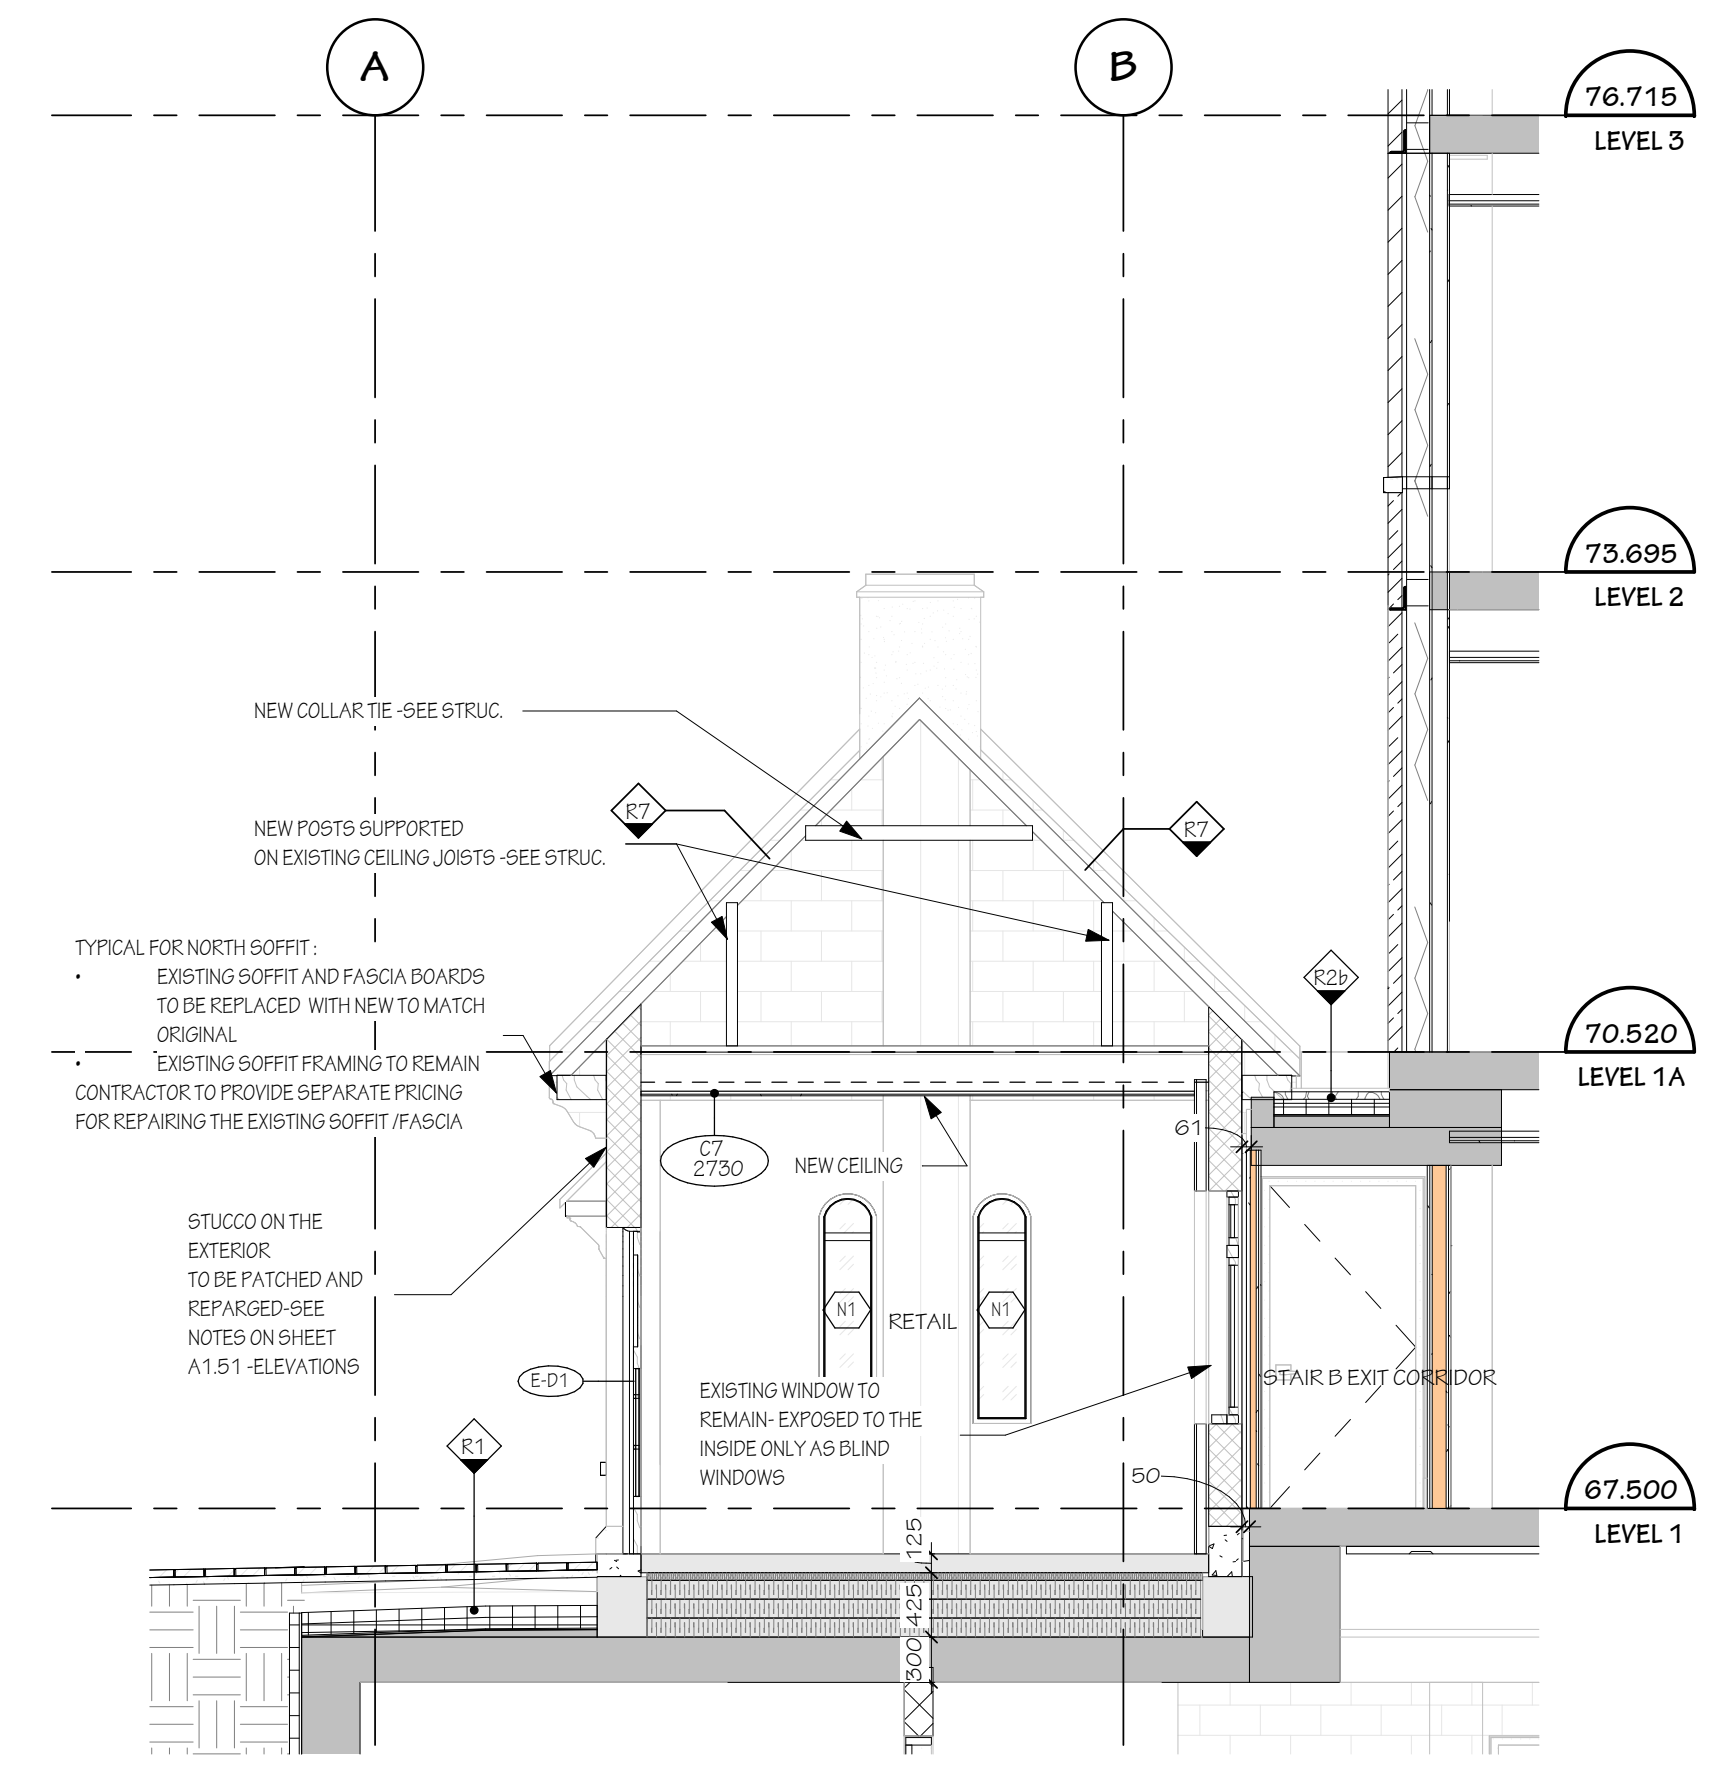 A
B
76.715
LEVEL 3
73.695
LEVEL 2
NEW COLLAR TIE -SEE STRUC.
R7
R7
NEW POSTS SUPPORTED
ON EXISTING CEILING JOISTS -SEE STRUC.
TYPICAL FOR NORTH SOFFIT :
• EXISTING SOFFIT AND FASCIA BOARDS
TO BE REPLACED WITH NEW TO MATCH
ORIGINAL
• EXISTING SOFFIT FRAMING TO REMAIN
CONTRACTOR TO PROVIDE SEPARATE PRICING
FOR REPAIRING THE EXISTING SOFFIT /FASCIA
R2b
70.520
LEVEL 1A
61
C7
2730
NEW CEILING
STUCCO ON THE
EXTERIOR
TO BE PATCHED AND
REPARGED-SEE
NOTES ON SHEET
A1.51 -ELEVATIONS
N1
RETAIL
N1
E-D1
EXISTING WINDOW TO
REMAIN- EXPOSED TO THE
INSIDE ONLY AS BLIND
WINDOWS
STAIR B EXIT CORRIDOR
R1
50
67.500
LEVEL 1
125
425
300